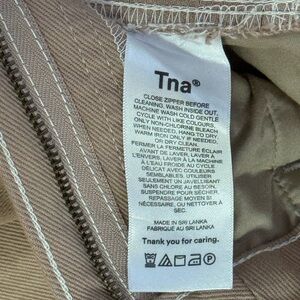 Tna®
CLOSE ZIPPER BEFORE
CLEANING, WASH INSIDE OUT,
MACHINE WASH COLD GENTLE
CYCLE WITH LIKE COLOURS.
ONLY NON-CHLORINE BLEACH
WHEN NEEDED. HANG TO DRY.
WARM IRON IF NEEDED,
OR DRY CLEAN.
FERMER LA FERMETURE ÉCLAIR
AVANT DE LAVER, LAVER À
L'ENVERS, LAVER À LA MACHINE
À L'EAU FROIDE AU CYCLE
DÉLICAT AVEC COULEURS
SEMBLABLES. UTILISER
SEULEMENT UN JAVELLISANT
SANS CHLORE AU BESOIN.
SUSPENDRE POUR SÉCHER.
REPASSAGE MOYEN SI
NÉCESSAIRE, OU NETTOYER À
SEC.
MADE IN SRI LANKA
FABRIQUÉ AU SRI LANKA
Thank you for caring.